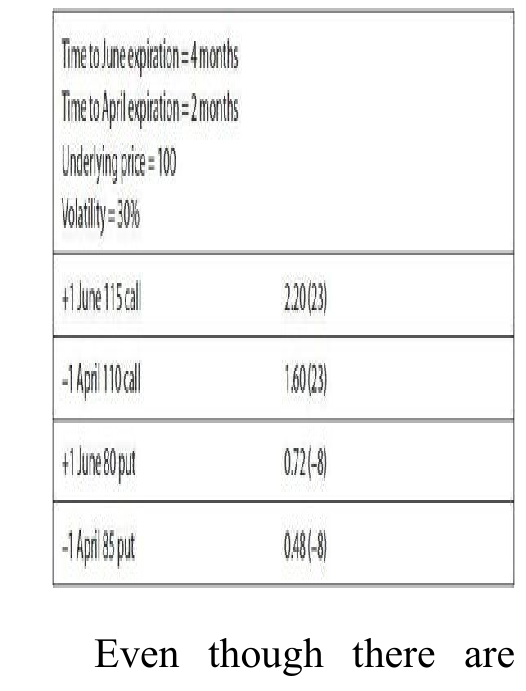 Time to June expiration = 4 months
Time to April expiration = 2 months
Underlying price = 100
Volatility = 30%
+1 June 115 call 2.20 (23)
–1 April 110 call 1.60 (23)
+1 June 80 put 0.72 (–8)
–1 April 85 put 0.48 (–8)
Even though there are